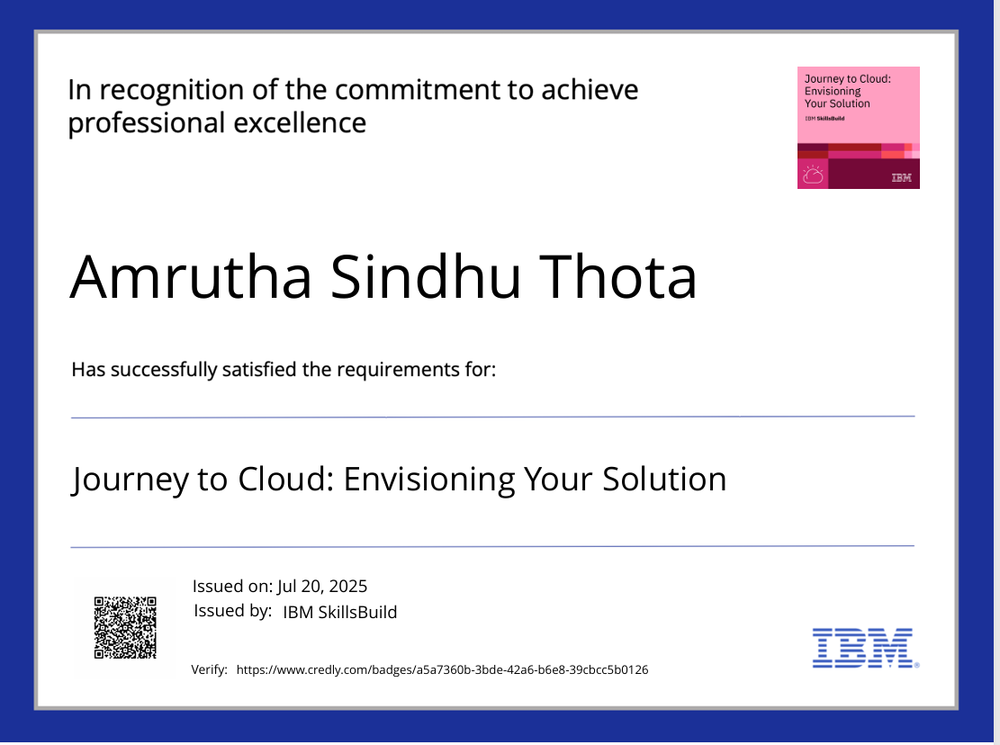 In recognition of the commitment to achieve
professional excellence
Journey to Cloud:
Envisioning
Your Solution
IBM SkillsBuild
IBM
Amrutha Sindhu Thota
Has successfully satisfied the requirements for:
Journey to Cloud: Envisioning Your Solution
Issued on: Jul 20, 2025
Issued by: IBM SkillsBuild
Verify: https://www.credly.com/badges/a5a7360b-3bde-42a6-b6e8-39cbcc5b0126
IBM®